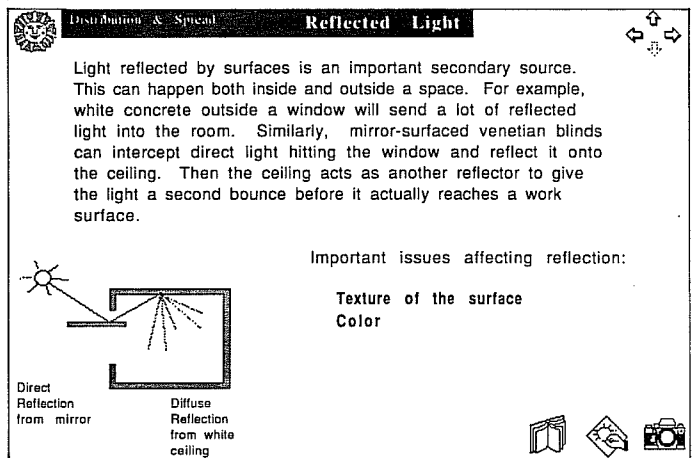 Distribution & Spread
Reflected Light
Light reflected by surfaces is an important secondary source.
This can happen both inside and outside a space. For example,
white concrete outside a window will send a lot of reflected
light into the room. Similarly, mirror-surfaced venetian blinds
can intercept direct light hitting the window and reflect it onto
the ceiling. Then the ceiling acts as another reflector to give
the light a second bounce before it actually reaches a work
surface.
Important issues affecting reflection:
Texture of the surface
Color
Direct
Reflection
from mirror
Diffuse
Reflection
from white
ceiling